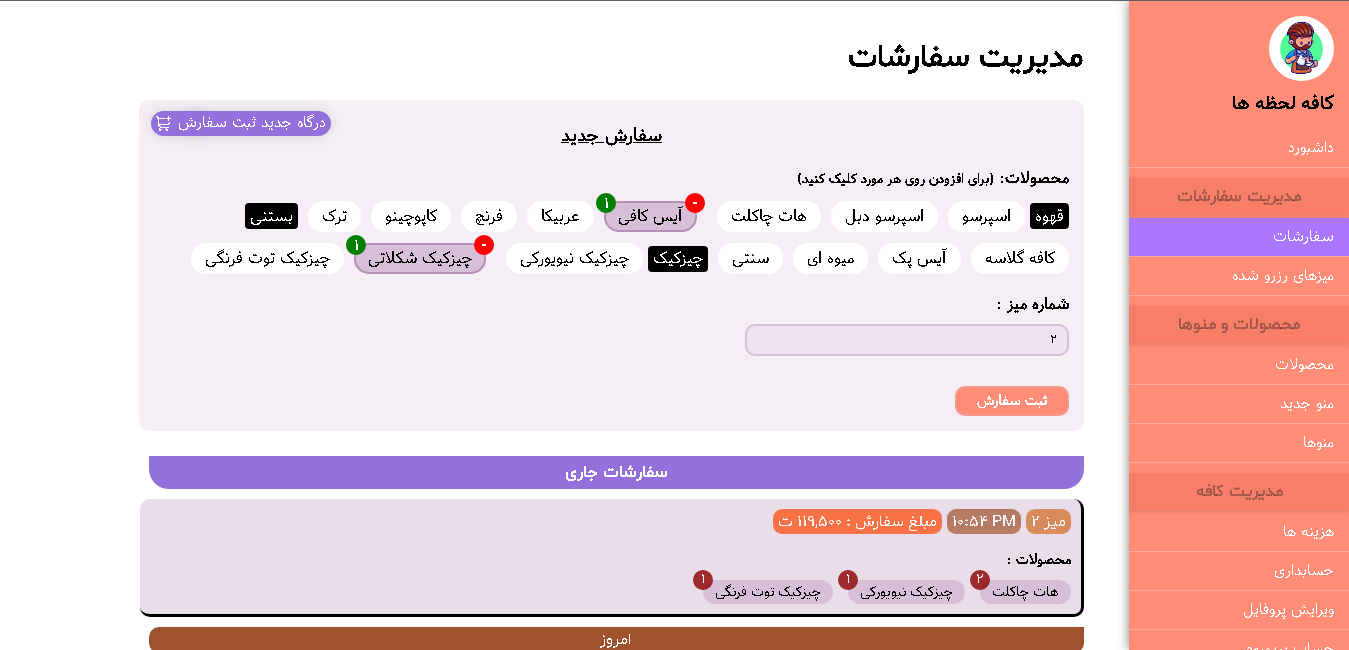 کافه لحظه ها
داشبورد
مدیریت سفارشات
سفارشات
میزهای رزرو شده
محصولات و منوها
محصولات
منو جدید
منوها
مدیریت کافه
هزینه ها
حسابداری
ویرایش پروفایل
مدیریت سفارشات
درگاه جدید ثبت سفارش
سفارش جدید
محصولات: (برای افزودن روی هر مورد کلیک کنید)
قهوه اسپرسو اسپرسو دبل هات چاکلت - آیس کافی ۱ عربیکا فرنچ کاپوچینو ترک بستنی
کافه گلاسه آیس پک میوه ای سنتی چیزکیک چیزکیک نیویورکی - چیزکیک شکلاتی ۱ چیزکیک توت فرنگی
شماره میز :
۲
ثبت سفارش
سفارشات جاری
میز ۲ ۱۰:۵۴ PM مبلغ سفارش : ۱۱۹,۵۰۰ ت
محصولات :
هات چاکلت ۲ چیزکیک نیویورکی ۱ چیزکیک توت فرنگی ۱
امروز